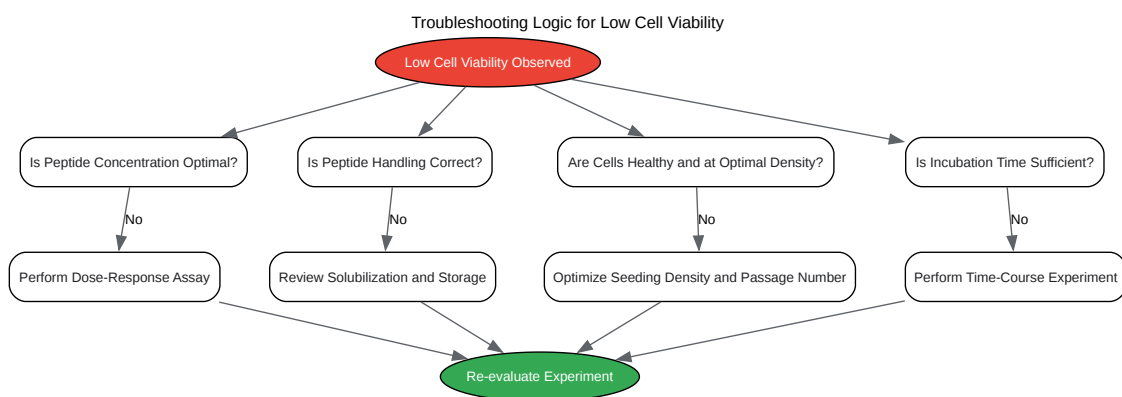 Troubleshooting Logic for Low Cell Viability
Low Cell Viability Observed
Is Peptide Concentration Optimal?
Is Peptide Handling Correct?
Are Cells Healthy and at Optimal Density?
Is Incubation Time Sufficient?
No
No
No
No
Perform Dose-Response Assay
Review Solubilization and Storage
Optimize Seeding Density and Passage Number
Perform Time-Course Experiment
Re-evaluate Experiment